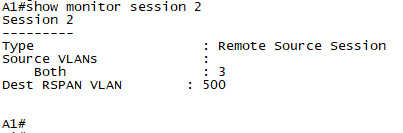 A1#show monitor session 2
Session 2
---------
Type                     : Remote Source Session
Source VLANs             :
    Both                 : 3
Dest RSPAN VLAN        : 500
A1#